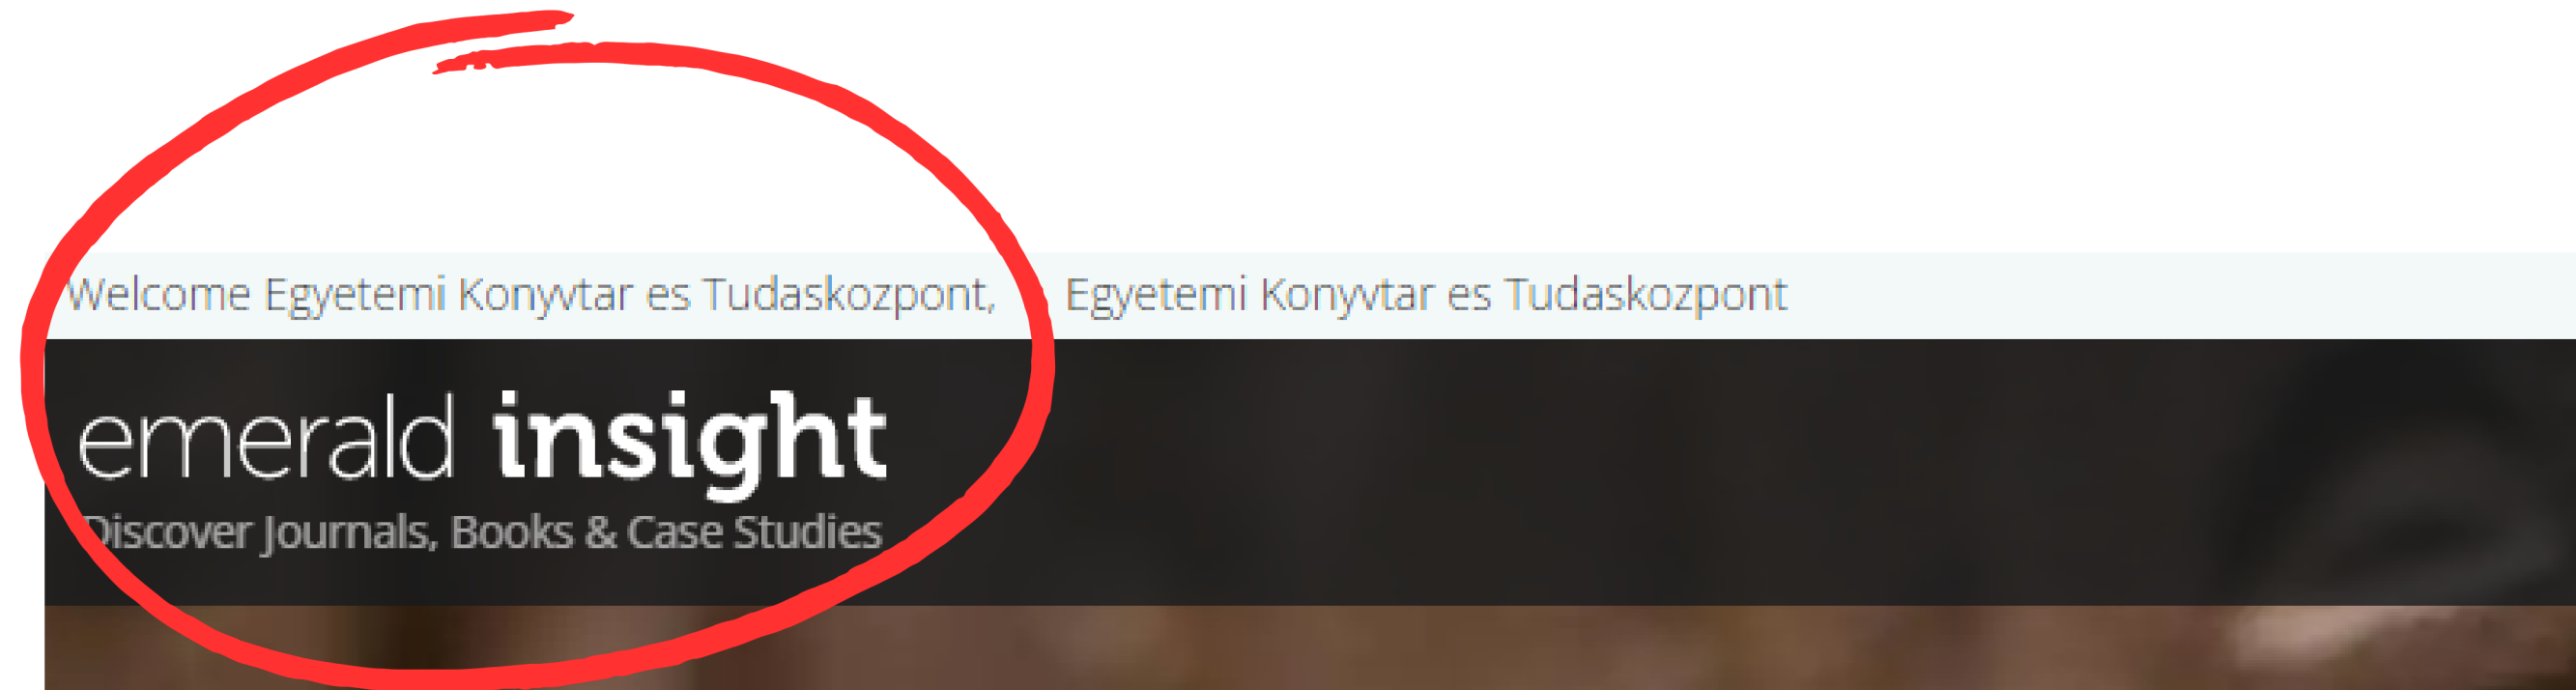 Welcome Egyetemi Konyvtar es Tudaskozpont, Egyetemi Konyvtar es Tudaskozpont
emerald insight
Discover Journals, Books & Case Studies